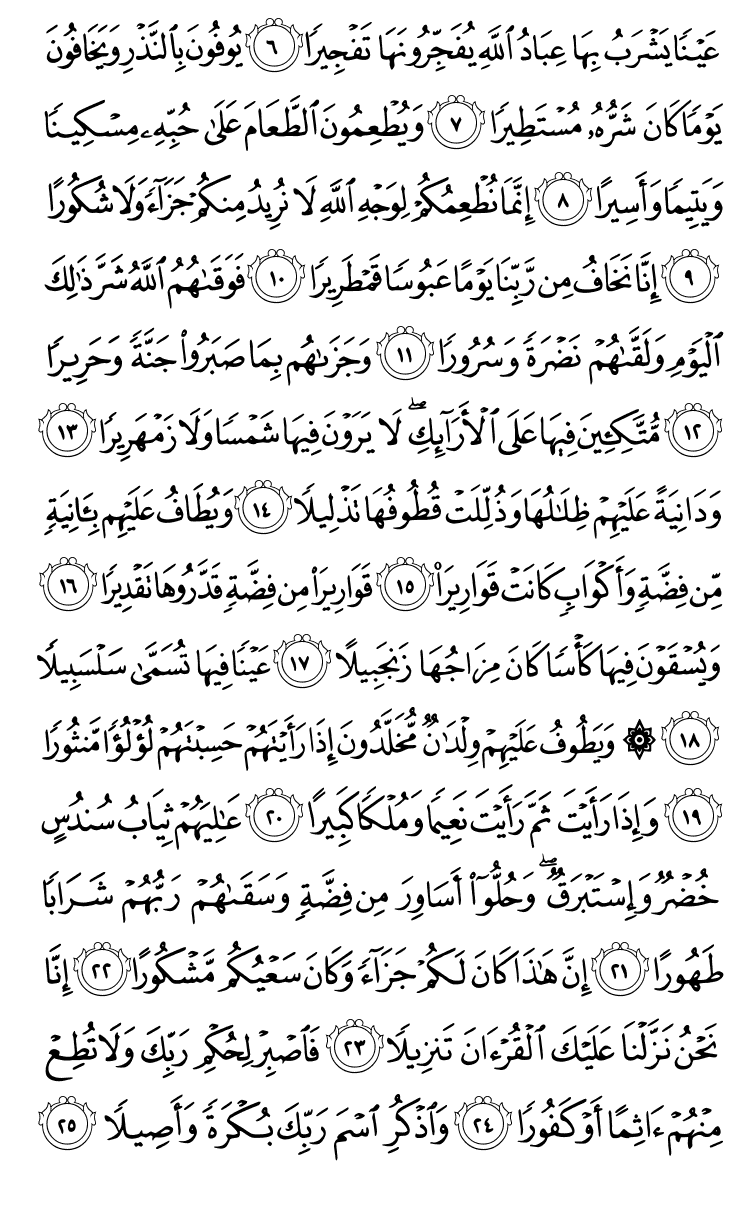 عَيۡنٗا يَشۡرَبُ بِهَا عِبَادُ ٱللَّهِ يُفَجِّرُونَهَا تَفۡجِيرٗا ٦ يُوفُونَ بِٱلنَّذۡرِ وَيَخَافُونَ
يَوۡمٗا كَانَ شَرُّهُۥ مُسۡتَطِيرٗا ٧ وَيُطۡعِمُونَ ٱلطَّعَامَ عَلَىٰ حُبِّهِۦ مِسۡكِينٗا
وَيَتِيمٗا وَأَسِيرًا ٨ إِنَّمَا نُطۡعِمُكُمۡ لِوَجۡهِ ٱللَّهِ لَا نُرِيدُ مِنكُمۡ جَزَآءٗ وَلَا شُكُورًا
٩ إِنَّا نَخَافُ مِن رَّبِّنَا يَوۡمًا عَبُوسٗا قَمۡطَرِيرٗا ١٠ فَوَقَىٰهُمُ ٱللَّهُ شَرَّ ذَٰلِكَ
ٱلۡيَوۡمِ وَلَقَّىٰهُمۡ نَضۡرَةٗ وَسُرُورٗا ١١ وَجَزَىٰهُم بِمَا صَبَرُواْ جَنَّةٗ وَحَرِيرٗا
١٢ مُّتَّكِـِٔينَ فِيهَا عَلَى ٱلۡأَرَآئِكِۖ لَا يَرَوۡنَ فِيهَا شَمۡسٗا وَلَا زَمۡهَرِيرٗا ١٣
وَدَانِيَةً عَلَيۡهِمۡ ظِلَٰلُهَا وَذُلِّلَتۡ قُطُوفُهَا تَذۡلِيلٗا ١٤ وَيُطَافُ عَلَيۡهِم بِـَٔانِيَةٖ
مِّن فِضَّةٖ وَأَكۡوَابٖ كَانَتۡ قَوَارِيرَا۠ ١٥ قَوَارِيرَاْ مِن فِضَّةٖ قَدَّرُوهَا تَقۡدِيرٗا ١٦
وَيُسۡقَوۡنَ فِيهَا كَأۡسٗا كَانَ مِزَاجُهَا زَنجَبِيلًا ١٧ عَيۡنٗا فِيهَا تُسَمَّىٰ سَلۡسَبِيلٗا
١٨ ۞ وَيَطُوفُ عَلَيۡهِمۡ وِلۡدَٰنٞ مُّخَلَّدُونَ إِذَا رَأَيۡتَهُمۡ حَسِبۡتَهُمۡ لُؤۡلُؤٗا مَّنثُورٗا
١٩ وَإِذَا رَأَيۡتَ ثَمَّ رَأَيۡتَ نَعِيمٗا وَمُلۡكٗا كَبِيرًا ٢٠ عَٰلِيَهُمۡ ثِيَابُ سُندُسٍ
خُضۡرٞ وَإِسۡتَبۡرَقٞۖ وَحُلُّوٓاْ أَسَاوِرَ مِن فِضَّةٖ وَسَقَىٰهُمۡ رَبُّهُمۡ شَرَابٗا
طَهُورًا ٢١ إِنَّ هَٰذَا كَانَ لَكُمۡ جَزَآءٗ وَكَانَ سَعۡيُكُم مَّشۡكُورًا ٢٢ إِنَّا
نَحۡنُ نَزَّلۡنَا عَلَيۡكَ ٱلۡقُرۡءَانَ تَنزِيلٗا ٢٣ فَٱصۡبِرۡ لِحُكۡمِ رَبِّكَ وَلَا تُطِعۡ
مِنۡهُمۡ ءَاثِمًا أَوۡ كَفُورٗا ٢٤ وَٱذۡكُرِ ٱسۡمَ رَبِّكَ بُكۡرَةٗ وَأَصِيلٗا ٢٥